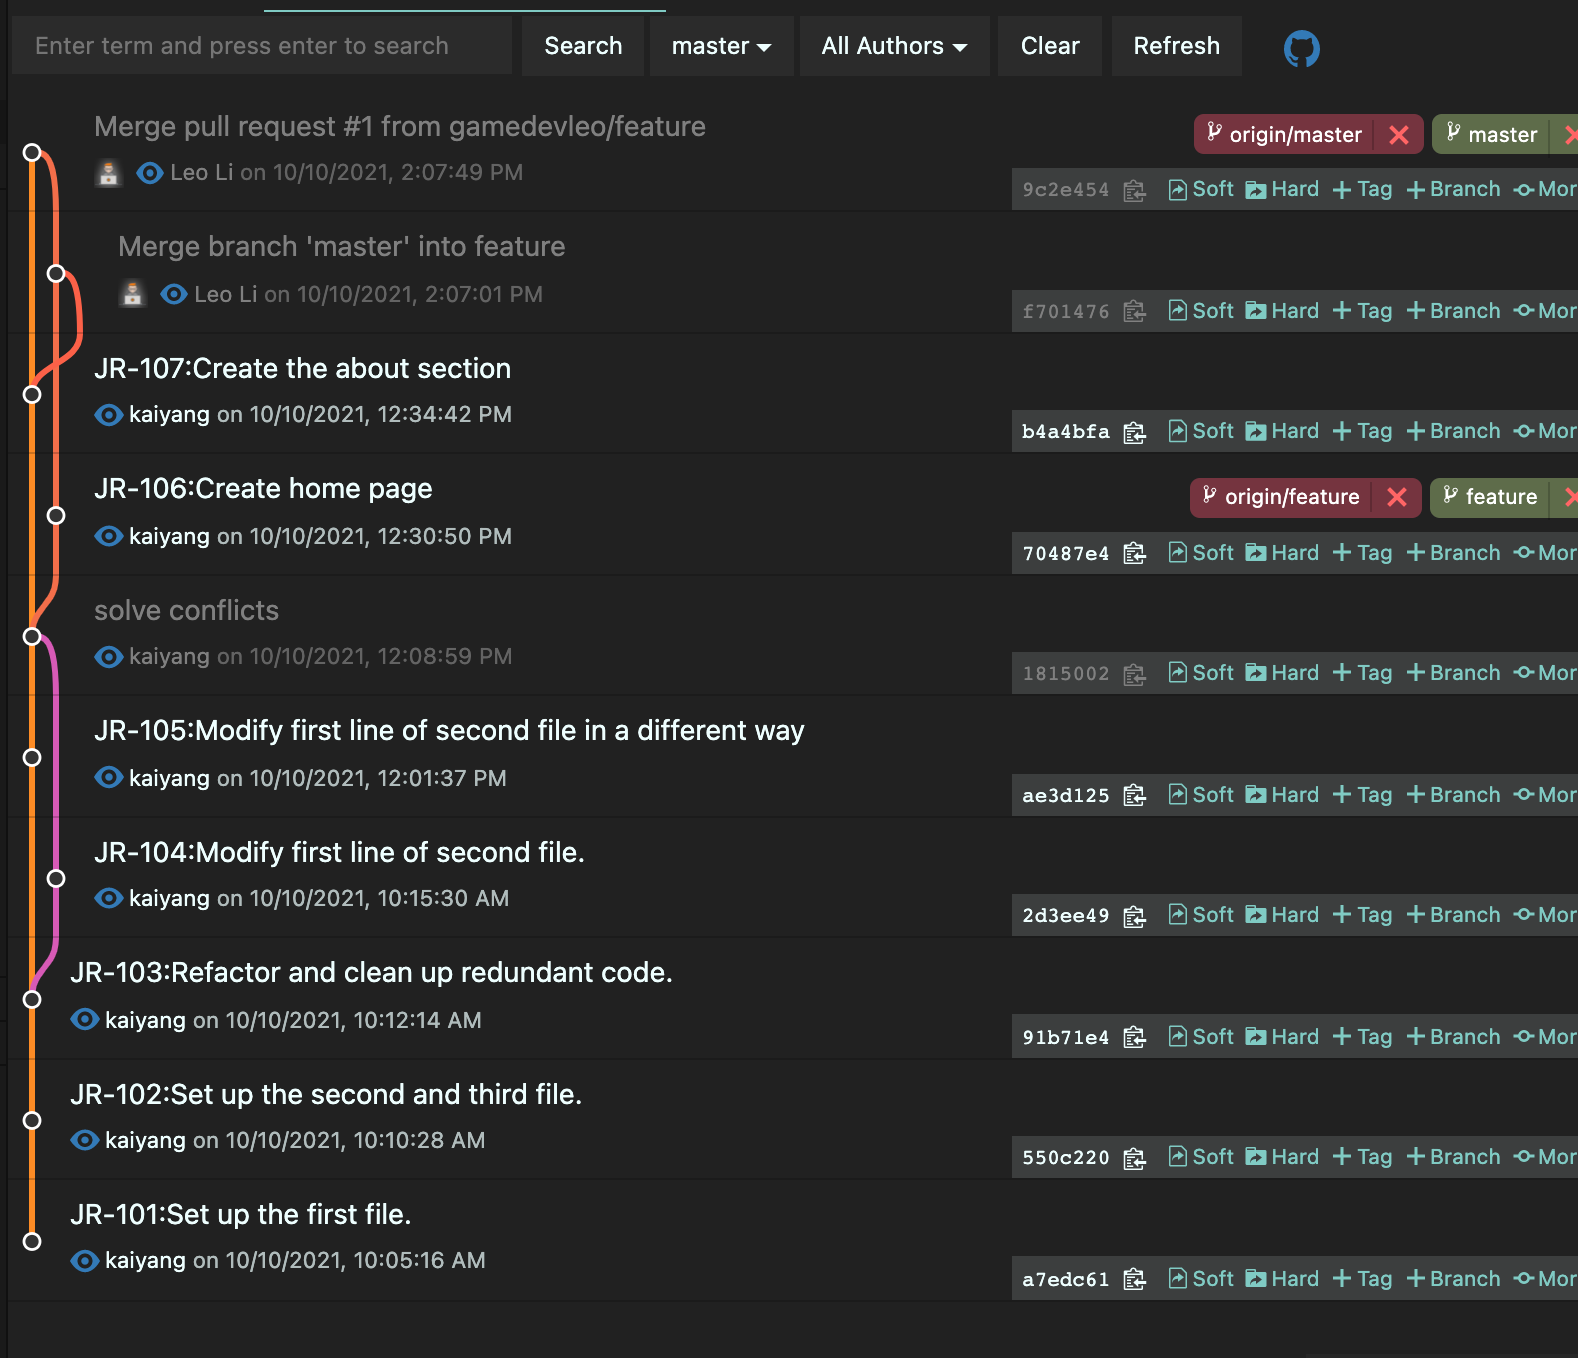 Enter term and press enter to search Search master All Authors Clear Refresh
Merge pull request #1 from gamedevleo/feature origin/master master
Leo Li on 10/10/2021, 2:07:49 PM
9c2e454 Soft Hard Tag Branch Mor
Merge branch 'master' into feature
Leo Li on 10/10/2021, 2:07:01 PM
f701476 Soft Hard Tag Branch Mor
JR-107:Create the about section
kaiyang on 10/10/2021, 12:34:42 PM
b4a4bfa Soft Hard Tag Branch Mor
JR-106:Create home page origin/feature feature
kaiyang on 10/10/2021, 12:30:50 PM
70487e4 Soft Hard Tag Branch Mor
solve conflicts
kaiyang on 10/10/2021, 12:08:59 PM
1815002 Soft Hard Tag Branch Mor
JR-105:Modify first line of second file in a different way
kaiyang on 10/10/2021, 12:01:37 PM
ae3d125 Soft Hard Tag Branch Mor
JR-104:Modify first line of second file.
kaiyang on 10/10/2021, 10:15:30 AM
2d3ee49 Soft Hard Tag Branch Mor
JR-103:Refactor and clean up redundant code.
kaiyang on 10/10/2021, 10:12:14 AM
91b71e4 Soft Hard Tag Branch Mor
JR-102:Set up the second and third file.
kaiyang on 10/10/2021, 10:10:28 AM
550c220 Soft Hard Tag Branch Mor
JR-101:Set up the first file.
kaiyang on 10/10/2021, 10:05:16 AM
a7edc61 Soft Hard Tag Branch Mor